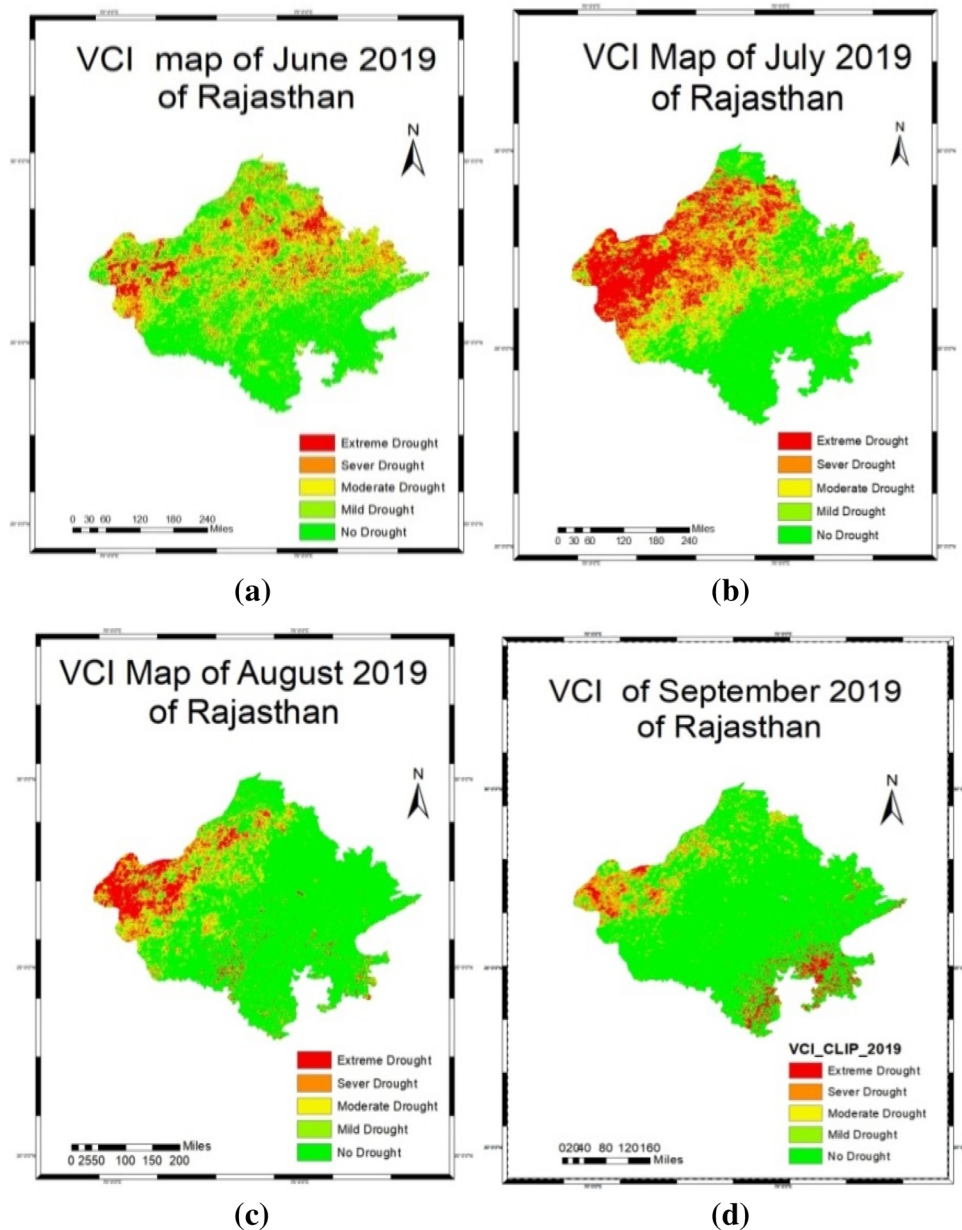 VCI map of June 2019
of Rajasthan
N
Extreme Drought
Sever Drought
Moderate Drought
Mild Drought
No Drought
0 30 60 120 180 240
Miles
(a)
VCI Map of July 2019
of Rajasthan
N
Extreme Drought
Sever Drought
Moderate Drought
Mild Drought
No Drought
0 30 60 120 180 240
Miles
(b)
VCI Map of August 2019
of Rajasthan
N
Extreme Drought
Sever Drought
Moderate Drought
Mild Drought
No Drought
Miles
0 2550 100 150 200
(c)
VCI of September 2019
of Rajasthan
N
VCI_CLIP_2019
Extreme Drought
Sever Drought
Moderate Drought
Mild Drought
No Drought
Miles
02040 80 120160
(d)